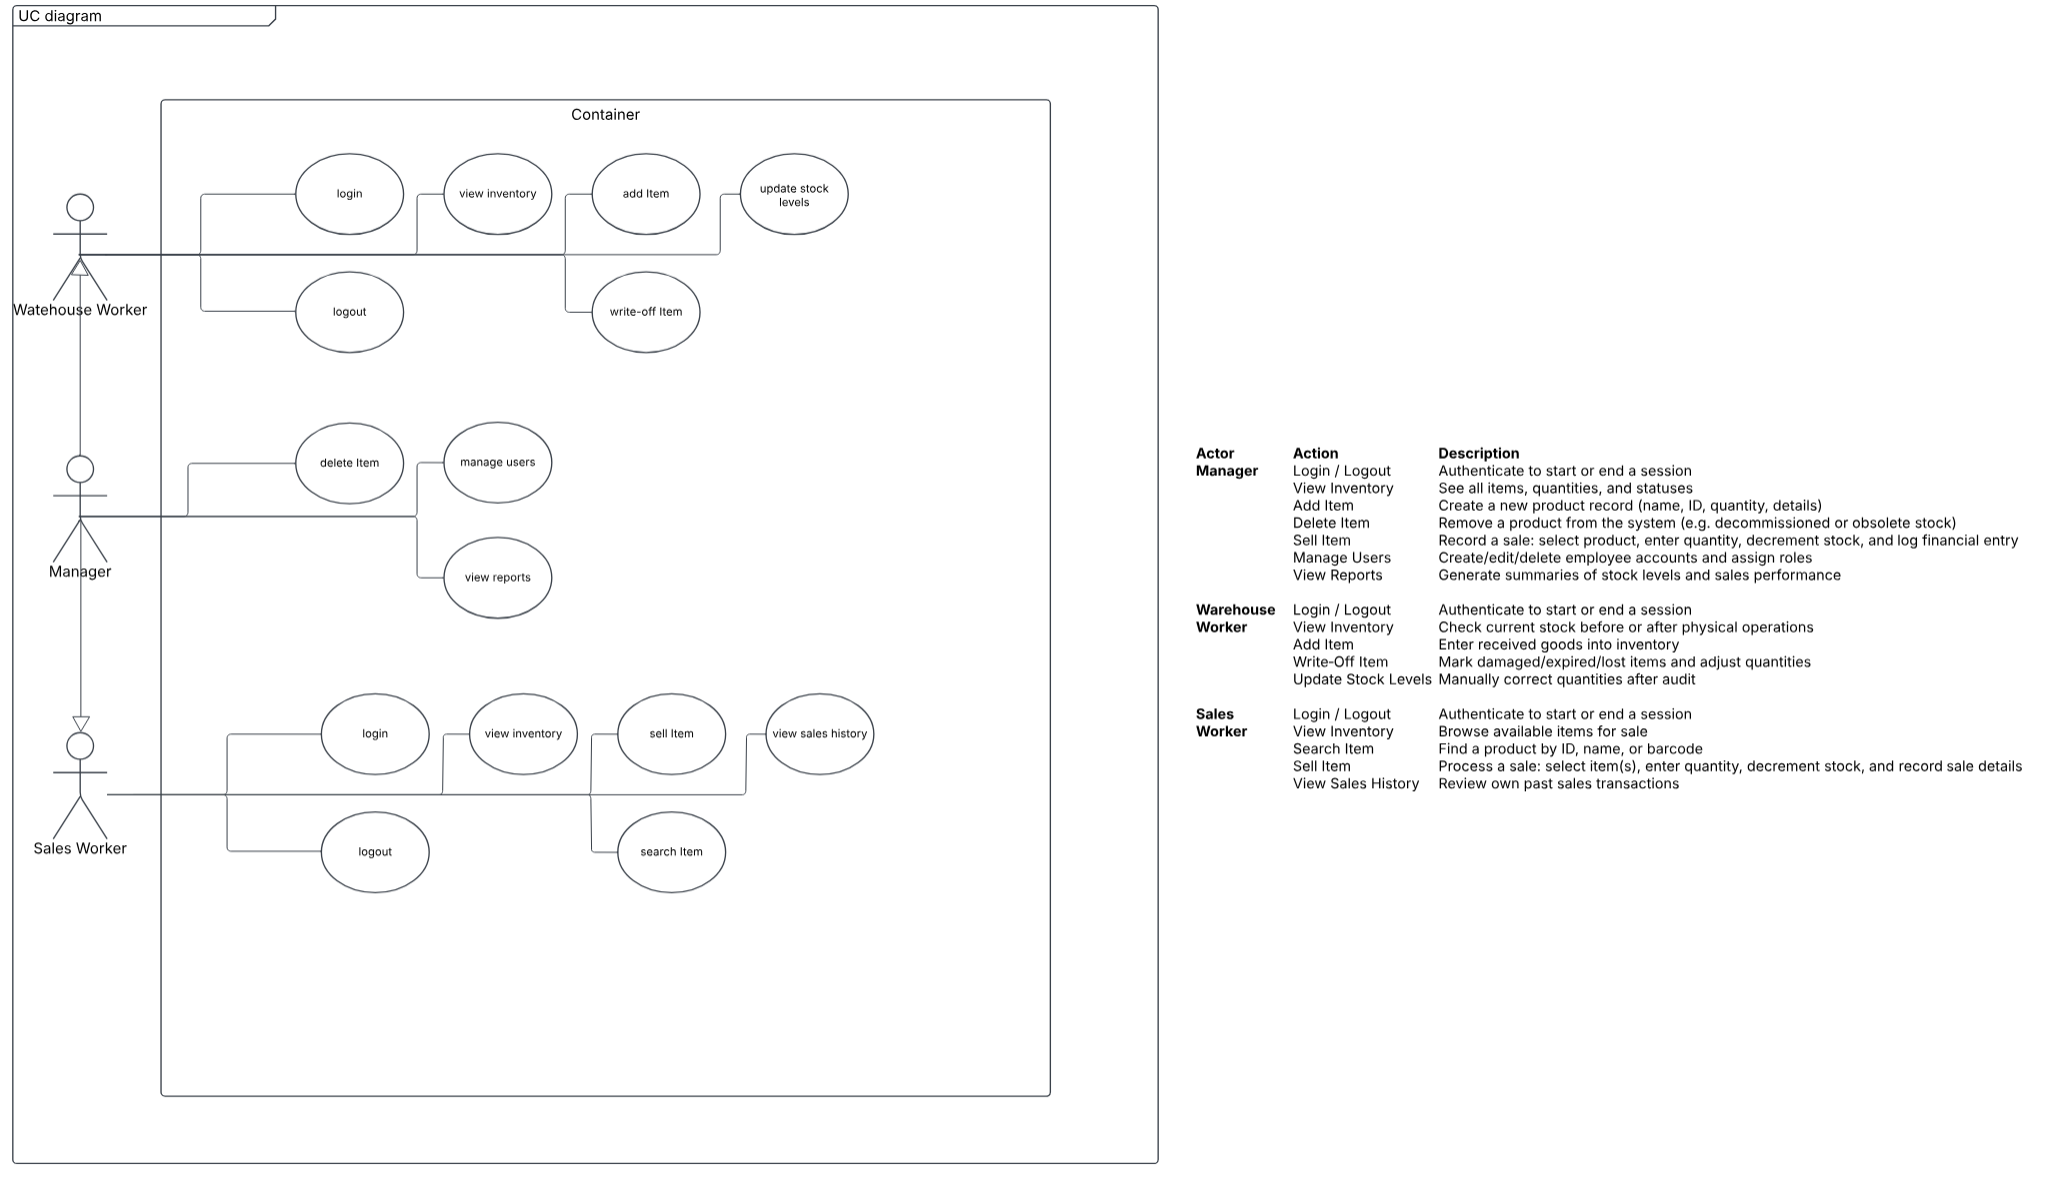 UC diagram
Container
login
view inventory
add Item
update stock
levels
Watehouse Worker
logout
write-off Item
delete Item
manage users
Manager
view reports
login
view inventory
sell Item
view sales history
Sales Worker
logout
search Item
Actor Action Description
Manager Login / Logout Authenticate to start or end a session
View Inventory See all items, quantities, and statuses
Add Item Create a new product record (name, ID, quantity, details)
Delete Item Remove a product from the system (e.g. decommissioned or obsolete stock)
Sell Item Record a sale: select product, enter quantity, decrement stock, and log financial entry
Manage Users Create/edit/delete employee accounts and assign roles
View Reports Generate summaries of stock levels and sales performance
Warehouse Login / Logout Authenticate to start or end a session
Worker View Inventory Check current stock before or after physical operations
Add Item Enter received goods into inventory
Write-Off Item Mark damaged/expired/lost items and adjust quantities
Update Stock Levels Manually correct quantities after audit
Sales Login / Logout Authenticate to start or end a session
Worker View Inventory Browse available items for sale
Search Item Find a product by ID, name, or barcode
Sell Item Process a sale: select item(s), enter quantity, decrement stock, and record sale details
View Sales History Review own past sales transactions